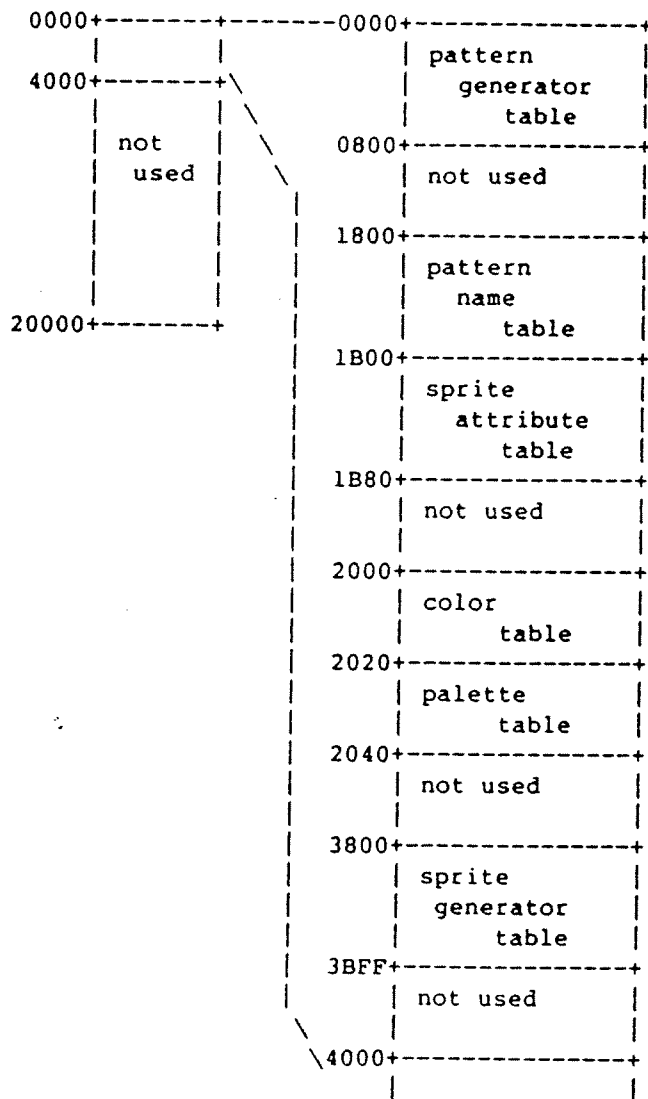 0000+-------+-------0000+---------------+
pattern
4000+-------+
generator
table
not
0800+---------------+
used
not used
1800+---------------+
pattern
name
20000+-------+
table
1B00+---------------+
sprite
attribute
table
1B80+---------------+
not used
2000+---------------+
color
table
2020+---------------+
palette
table
2040+---------------+
not used
3800+---------------+
sprite
generator
table
3BFF+---------------+
not used
4000+---------------+